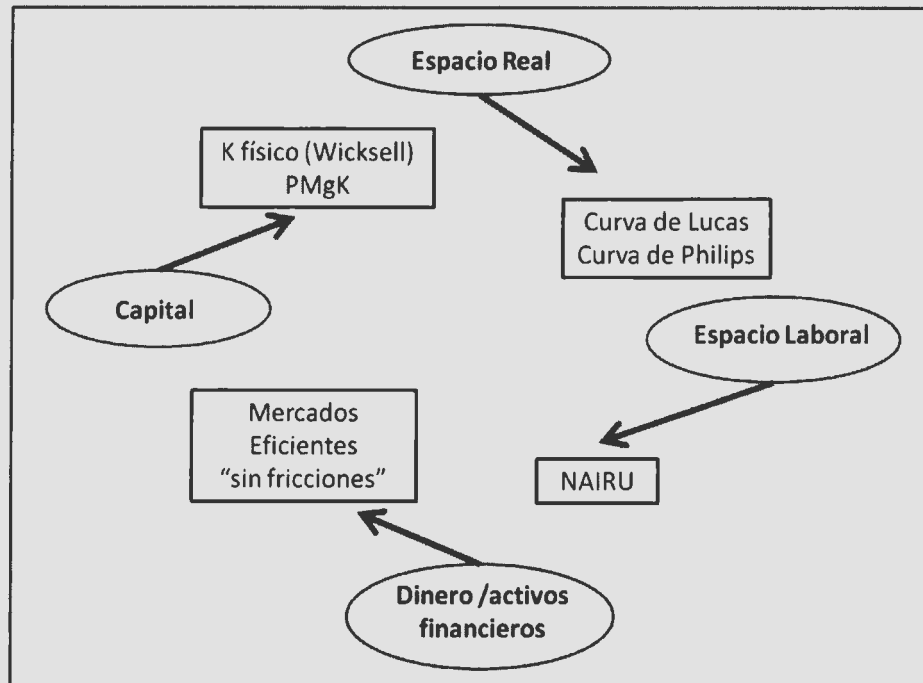 Espacio Real
K físico (Wicksell)
PMgK
Curva de Lucas
Curva de Philips
Capital
Espacio Laboral
Mercados
Eficientes
“sin fricciones”
NAIRU
Dinero /activos
financieros